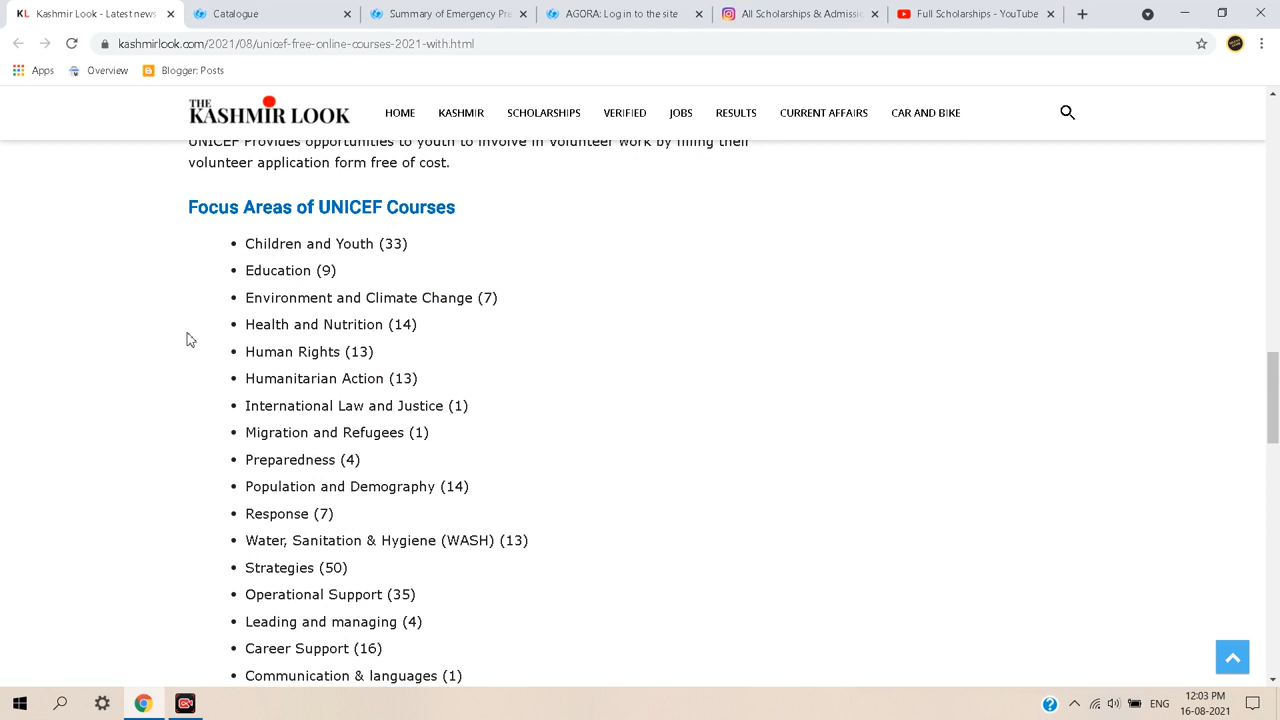 KL Kashmir Look - Latest news
Catalogue
Summary of Emergency Pre
AGORA: Log in to the site
All Scholarships & Admissic
Full Scholarships - YouTube
kashmirlook.com/2021/08/unicef-free-online-courses-2021-with.html
Apps
Overview
Blogger: Posts
THE
KASHMIR LOOK
HOME
KASHMIR
SCHOLARSHIPS
VERIFIED
JOBS
RESULTS
CURRENT AFFAIRS
CAR AND BIKE
UNICEF Provides opportunities to youth to involve in Volunteer work by filling their
volunteer application form free of cost.
Focus Areas of UNICEF Courses
• Children and Youth (33)
• Education (9)
• Environment and Climate Change (7)
• Health and Nutrition (14)
• Human Rights (13)
• Humanitarian Action (13)
• International Law and Justice (1)
• Migration and Refugees (1)
• Preparedness (4)
• Population and Demography (14)
• Response (7)
• Water, Sanitation & Hygiene (WASH) (13)
• Strategies (50)
• Operational Support (35)
• Leading and managing (4)
• Career Support (16)
• Communication & languages (1)
ENG
12:03 PM
16-08-2021